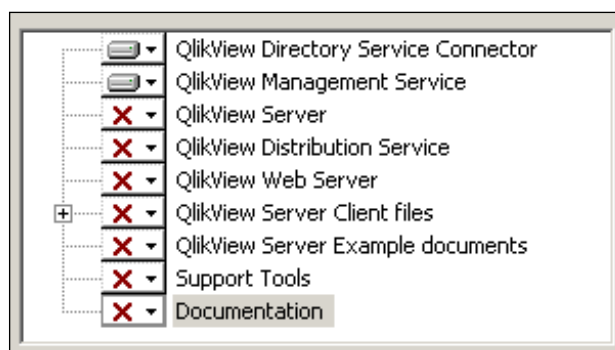 QlikView Directory Service Connector
QlikView Management Service
QlikView Server
QlikView Distribution Service
QlikView Web Server
QlikView Server Client files
QlikView Server Example documents
Support Tools
Documentation